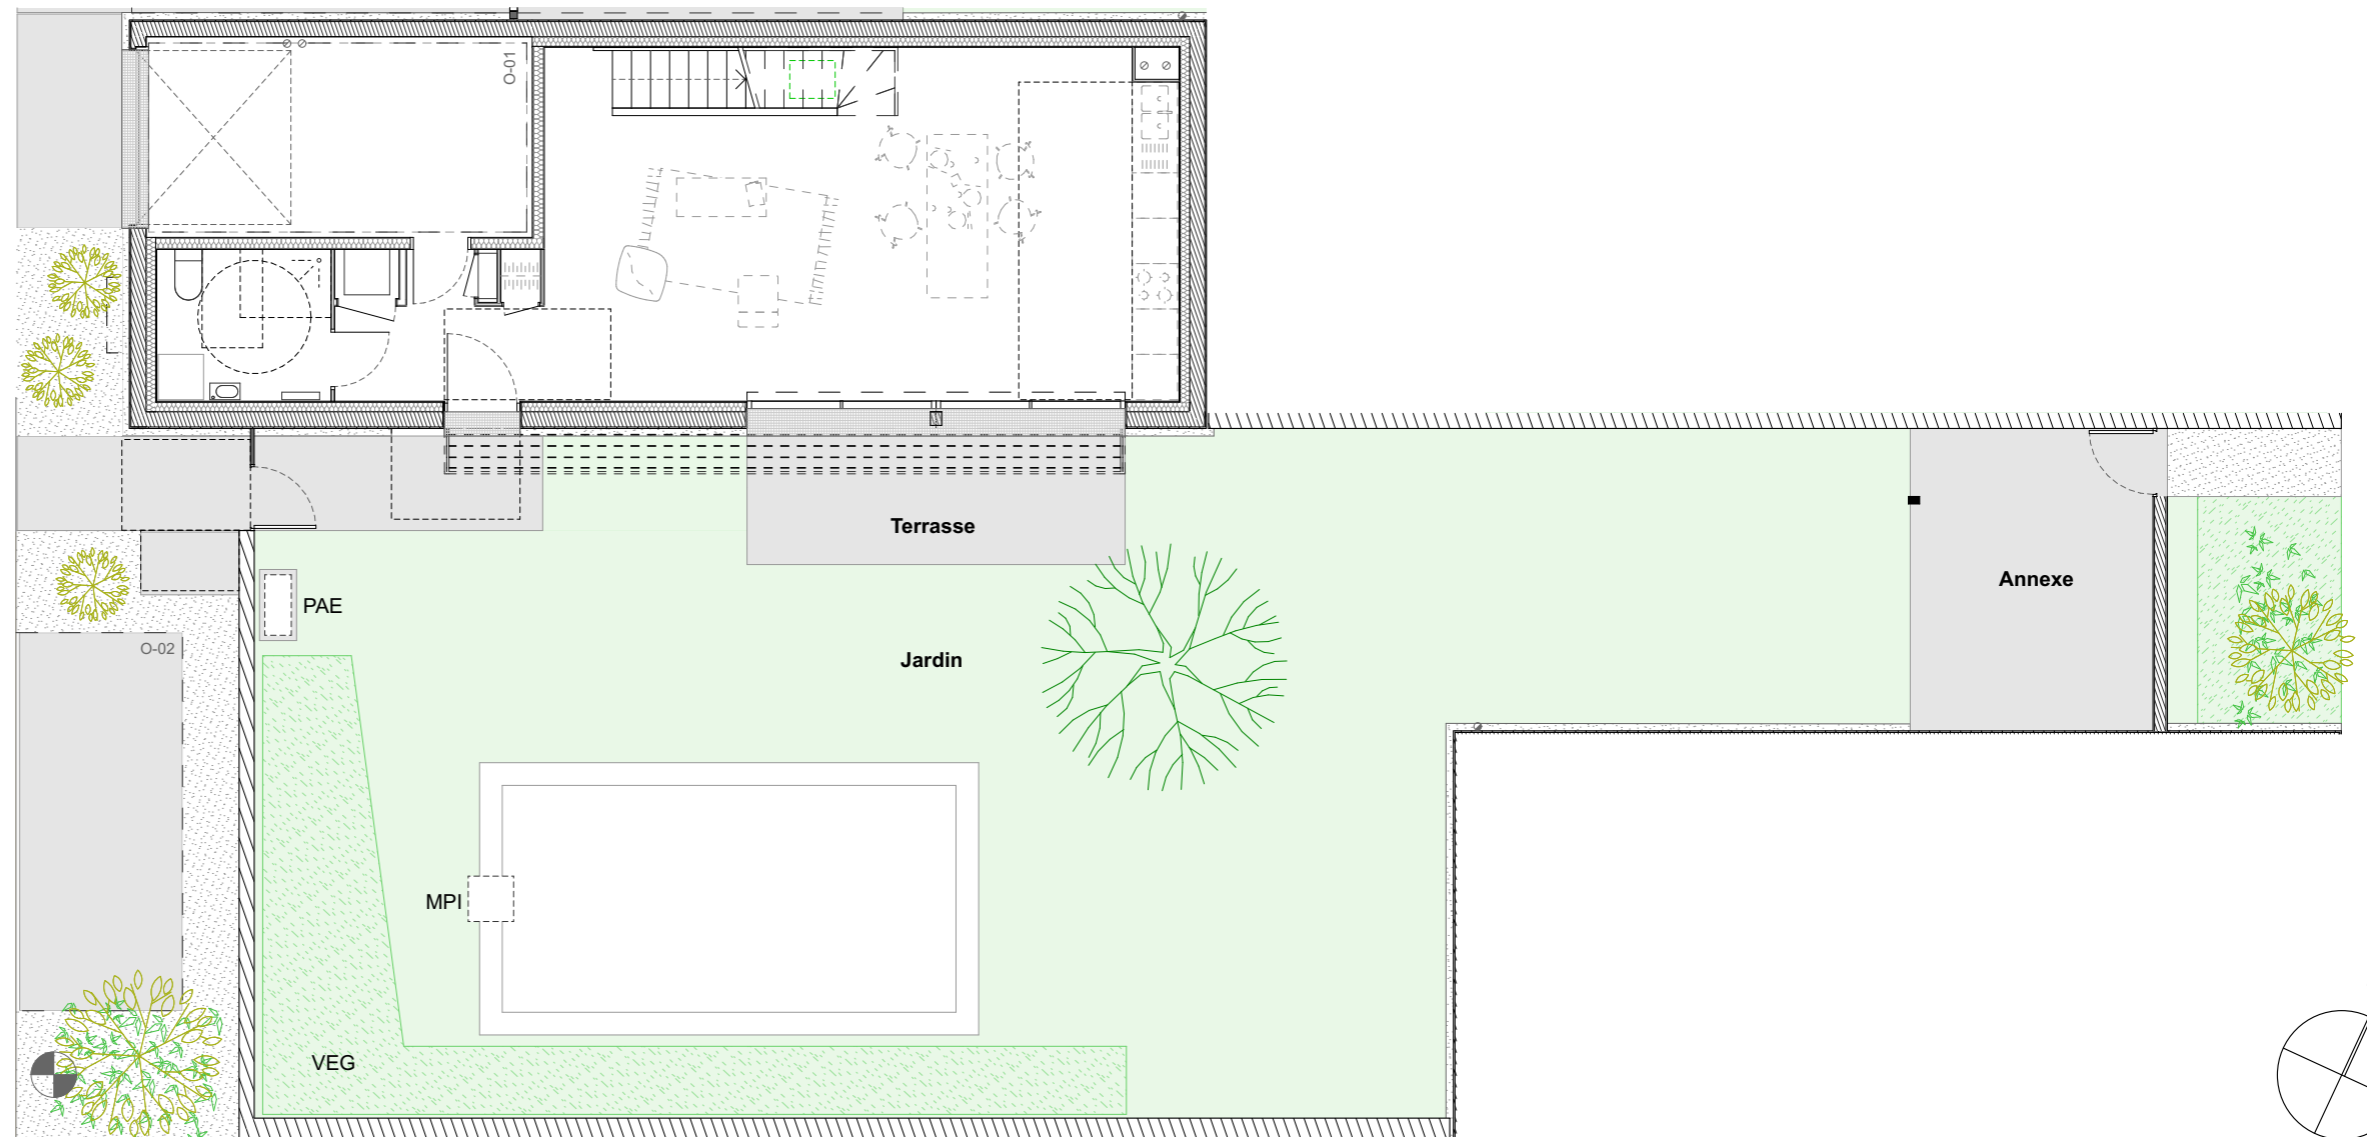 O-01
Terrasse
Annexe
PAE
O-02
Jardin
MPI
VEG